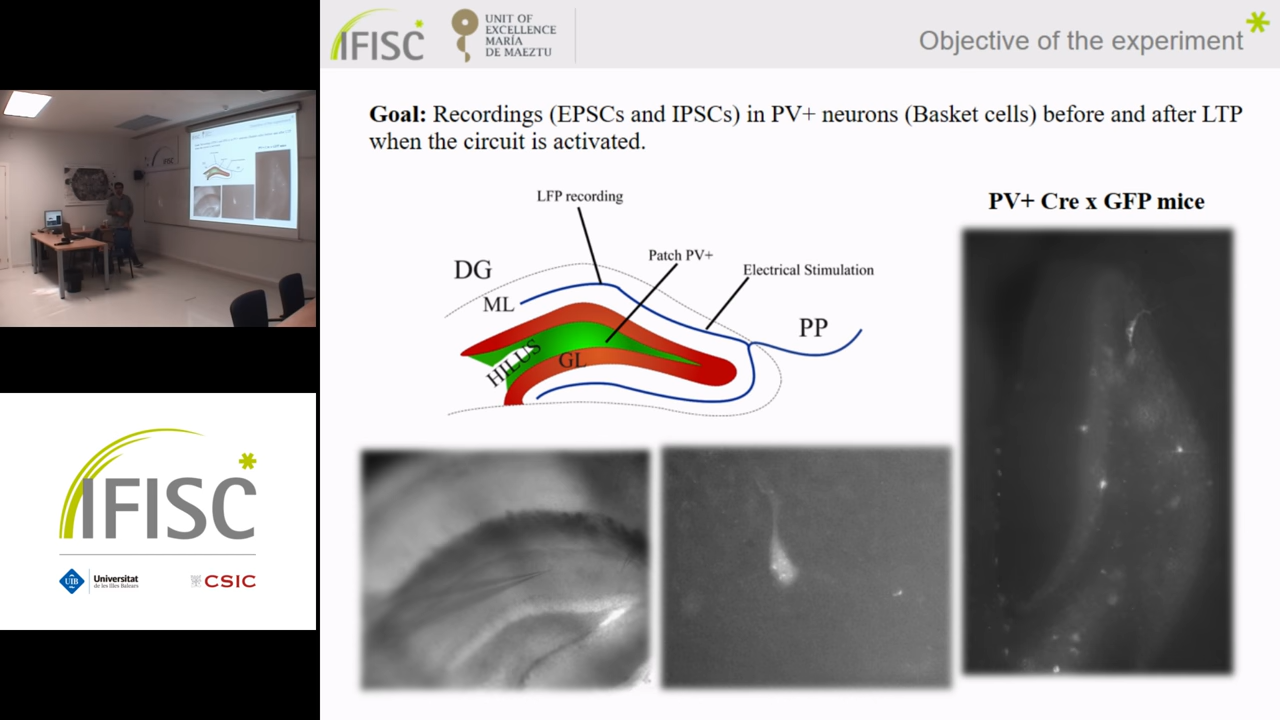 IFISC
UNIT OF
EXCELLENCE
MARÍA
DE MAEZTU
Objective of the experiment
Goal: Recordings (EPSCs and IPSCs) in PV+ neurons (Basket cells) before and after LTP
when the circuit is activated.
LFP recording
Patch PV+
Electrical Stimulation
DG
ML
PP
HILUS
GL
PV+ Cre x GFP mice
IFISC
UIB
Universitat
de les Illes Balears
CSIC